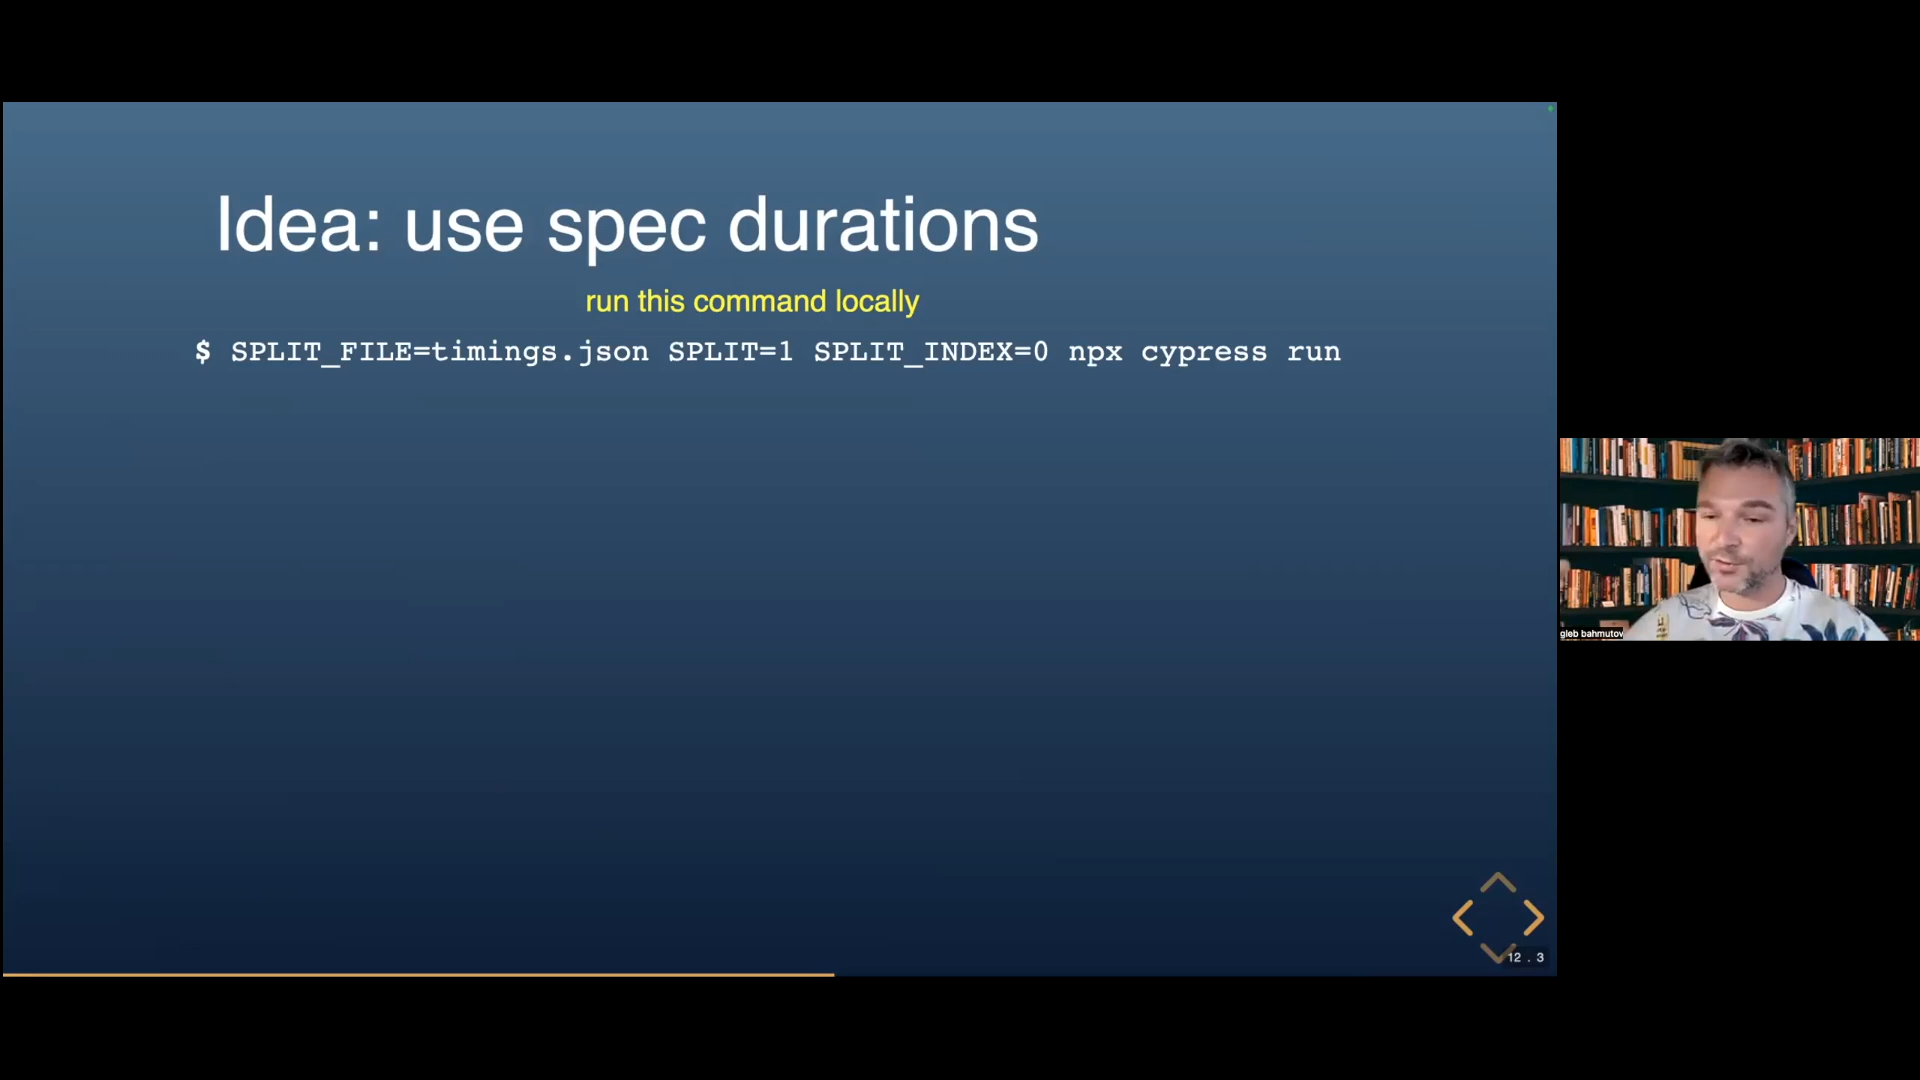 Idea: use spec durations
run this command locally
$ SPLIT_FILE=timings.json SPLIT=1 SPLIT_INDEX=0 npx cypress run
gleb bahmutov
12 . 3